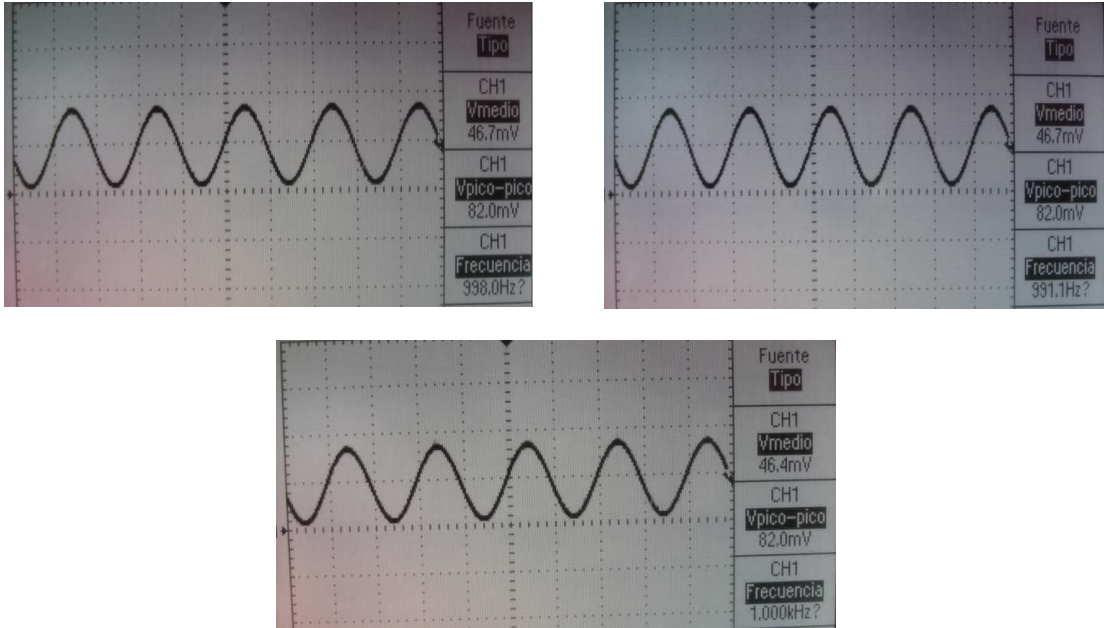 Fuente
Tipo
CH1
Vmedio
46.7mV
CH1
Vpico-pico
82.0mV
CH1
Frecuencia
998.0Hz?
Fuente
Tipo
CH1
Vmedio
46.7mV
CH1
Vpico-pico
82.0mV
CH1
Frecuencia
991.1Hz?
Fuente
Tipo
CH1
Vmedio
46.4mV
CH1
Vpico-pico
82.0mV
CH1
Frecuencia
1.000kHz?